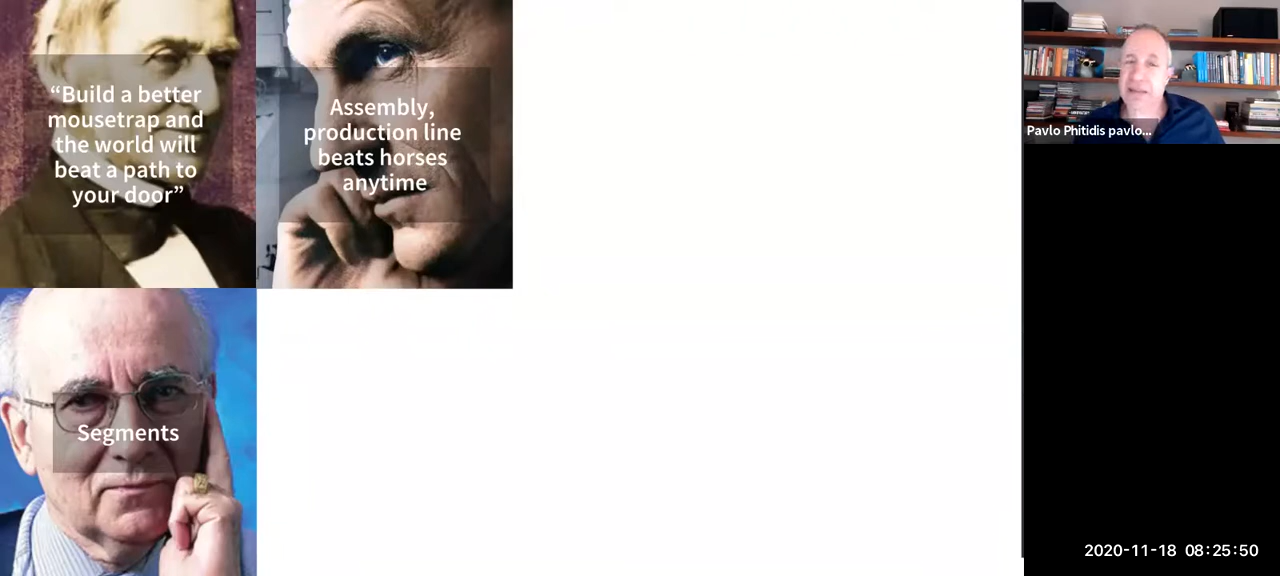 “Build a better
mousetrap and
the world will
beat a path to
your door”
Assembly,
production line
beats horses
anytime
Segments
Pavlo Phitidis pavlo...
2020-11-18 08:25:50